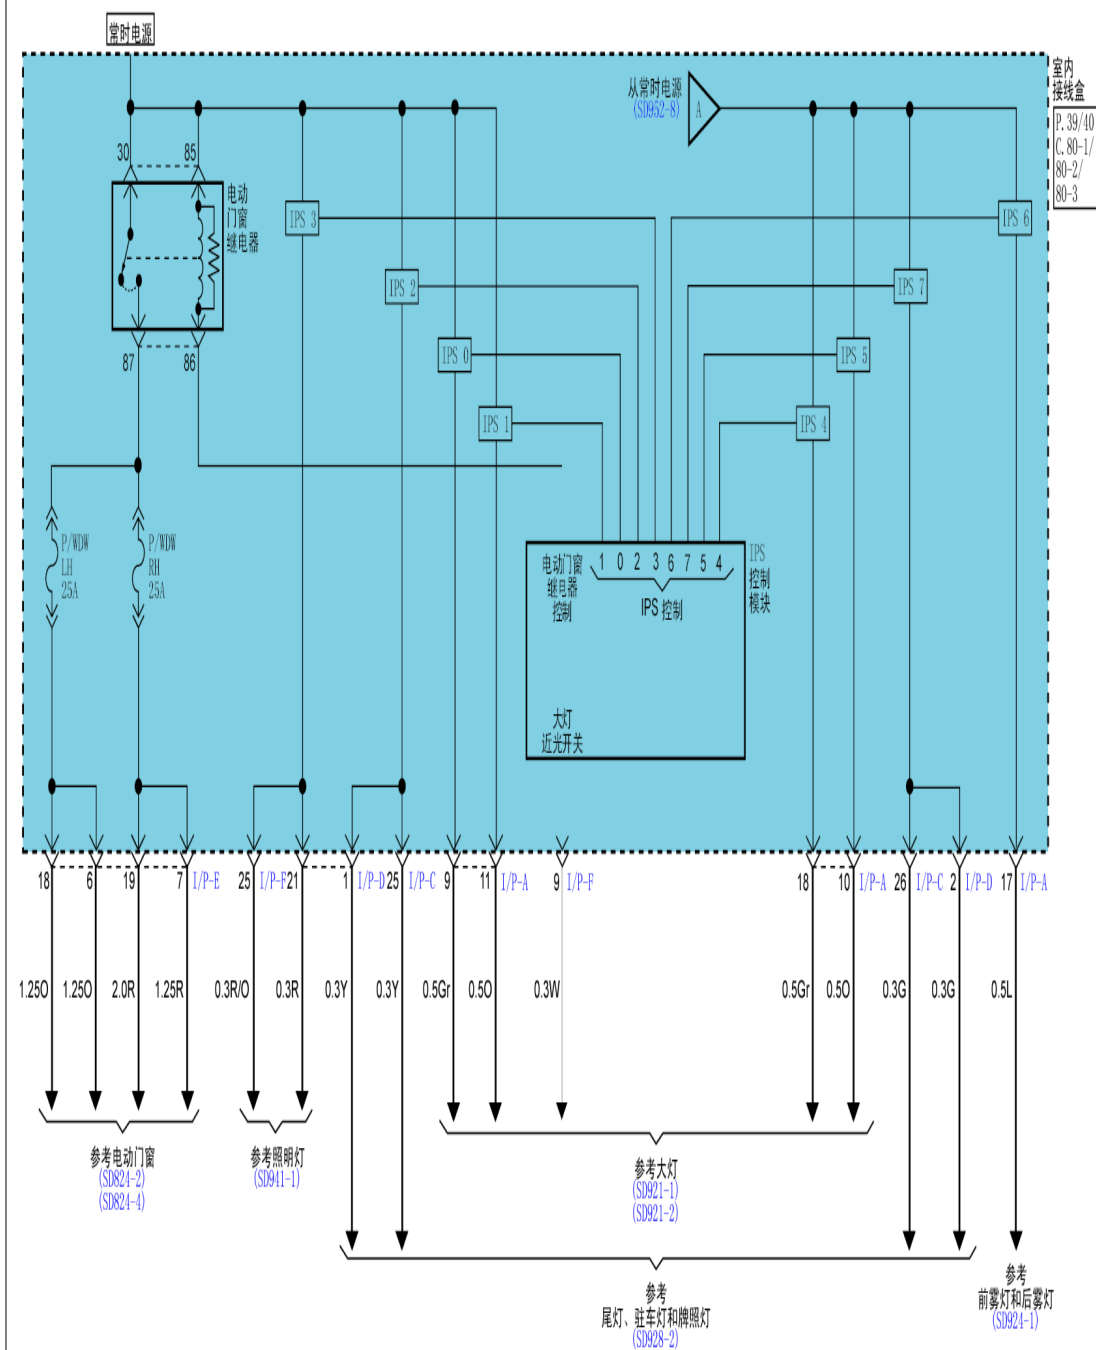 常时电源
室内
接线盒
P. 39/40
C. 80-1/
80-2/
80-3
从常时电源
(SD952-8)
A
30
85
电动
门窗
继电器
87
86
IPS 3
IPS 2
IPS 0
IPS 1
IPS 6
IPS 7
IPS 5
IPS 4
P/WDW
LH
25A
P/WDW
RH
25A
电动门窗
继电器
控制
1 0 2 3 6 7 5 4
IPS 控制
IPS
控制
模块
大灯
近光开关
18 6 19 7 I/P-E 25 I/P-F 21 1 I/P-D 25 I/P-C 9 11 I/P-A 9 I/P-F 18 10 I/P-A 26 I/P-C 2 I/P-D 17 I/P-A
1.25O 1.25O 2.0R 1.25R 0.3R/O 0.3R 0.3Y 0.3Y 0.5Gr 0.5O 0.3W 0.5Gr 0.5O 0.3G 0.3G 0.5L
参考电动门窗
(SD824-2)
(SD824-4)
参考照明灯
(SD941-1)
参考大灯
(SD921-1)
(SD921-2)
参考
尾灯、驻车灯和牌照灯
(SD928-2)
参考
前雾灯和后雾灯
(SD924-1)